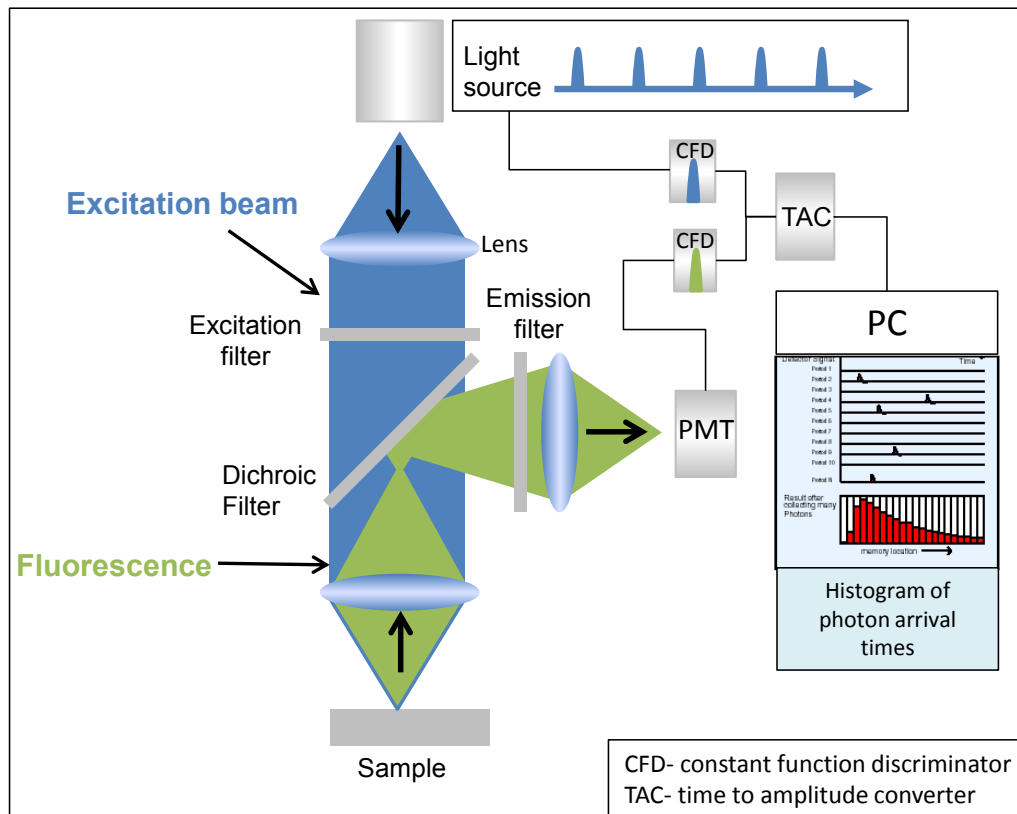 Light
source
CFD
Excitation beam
TAC
CFD
Lens
Emission
filter
Excitation
filter
PC
Detector Signal
Time
Period 1
Period 2
Period 3
Period 4
Period 5
Period 6
Period 7
Period 8
Period 9
Period 10
Period N
PMT
Dichroic
Filter
Result after
collecting many
Photons
memory location
Fluorescence
Histogram of
photon arrival
times
Sample
CFD- constant function discriminator
TAC- time to amplitude converter